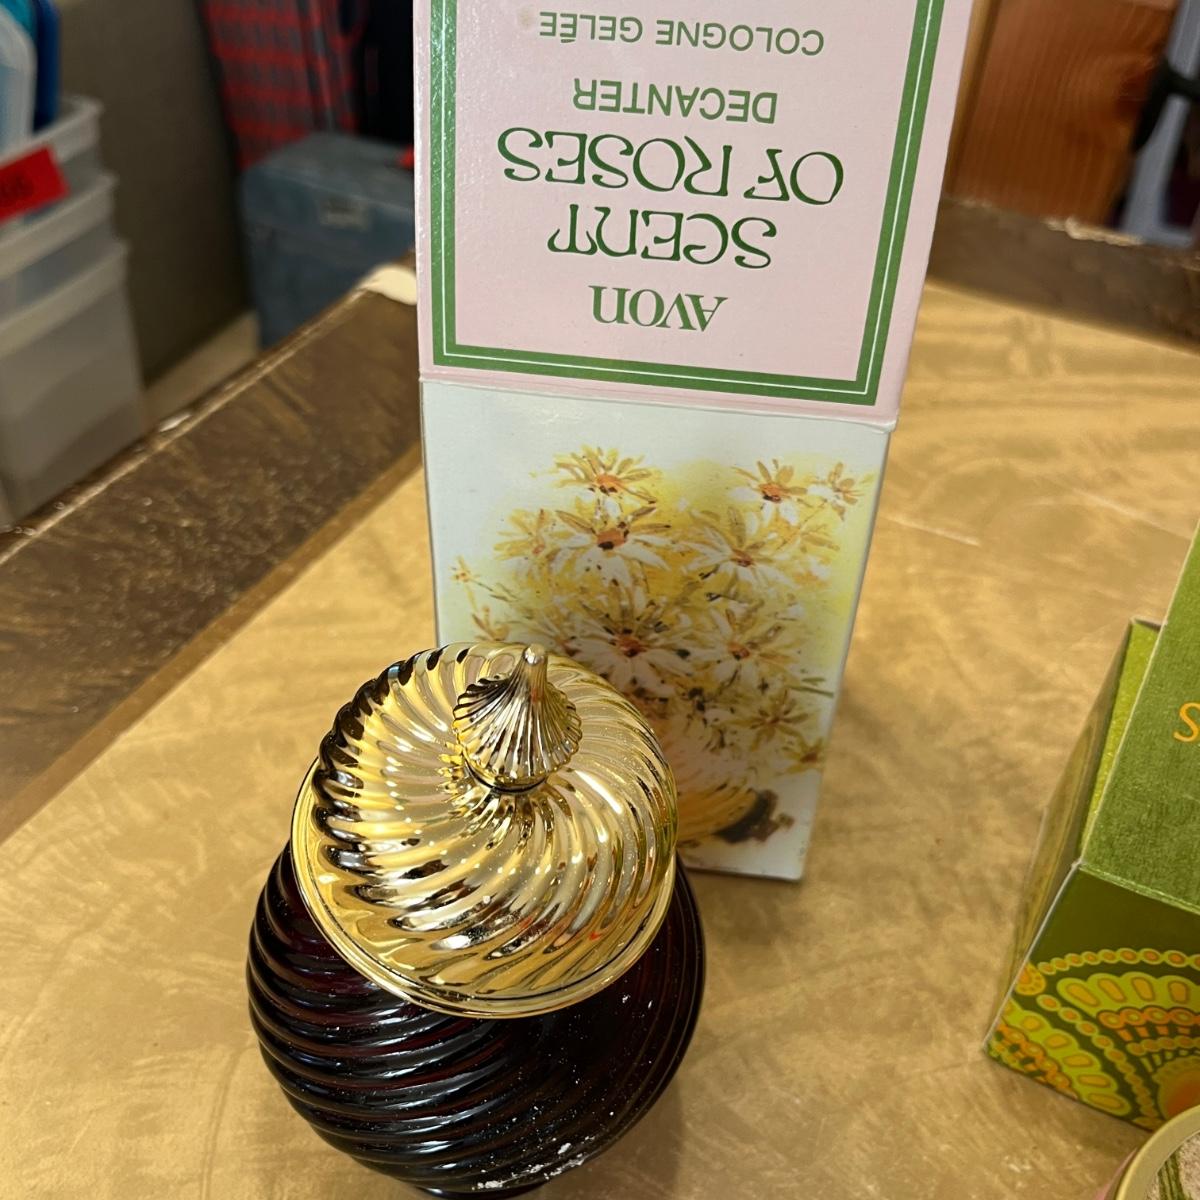 AVON
SCENT
OF ROSES
DECANTER
COLOGNE GELÉE
S